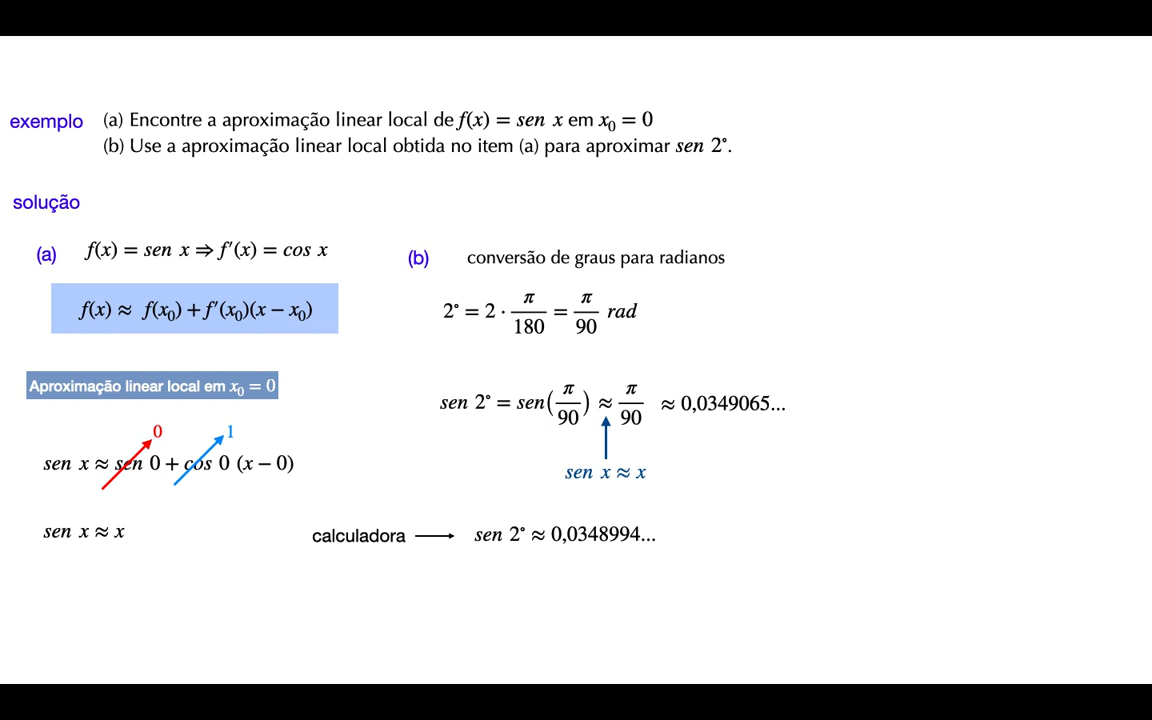 exemplo (a) Encontre a aproximação linear local de f(x) = sen x em x₀ = 0
(b) Use a aproximação linear local obtida no item (a) para aproximar sen 2°.
solução
(a) f(x) = sen x ⇒ f′(x) = cos x
f(x) ≈ f(x₀) + f′(x₀)(x − x₀)
Aproximação linear local em x₀ = 0
0 1
sen x ≈ sen 0 + cos 0 (x − 0)
sen x ≈ x
(b) conversão de graus para radianos
2° = 2 · π/180 = π/90 rad
sen 2° = sen(π/90) ≈ π/90 ≈ 0,0349065...
sen x ≈ x
calculadora ⟶ sen 2° ≈ 0,0348994...